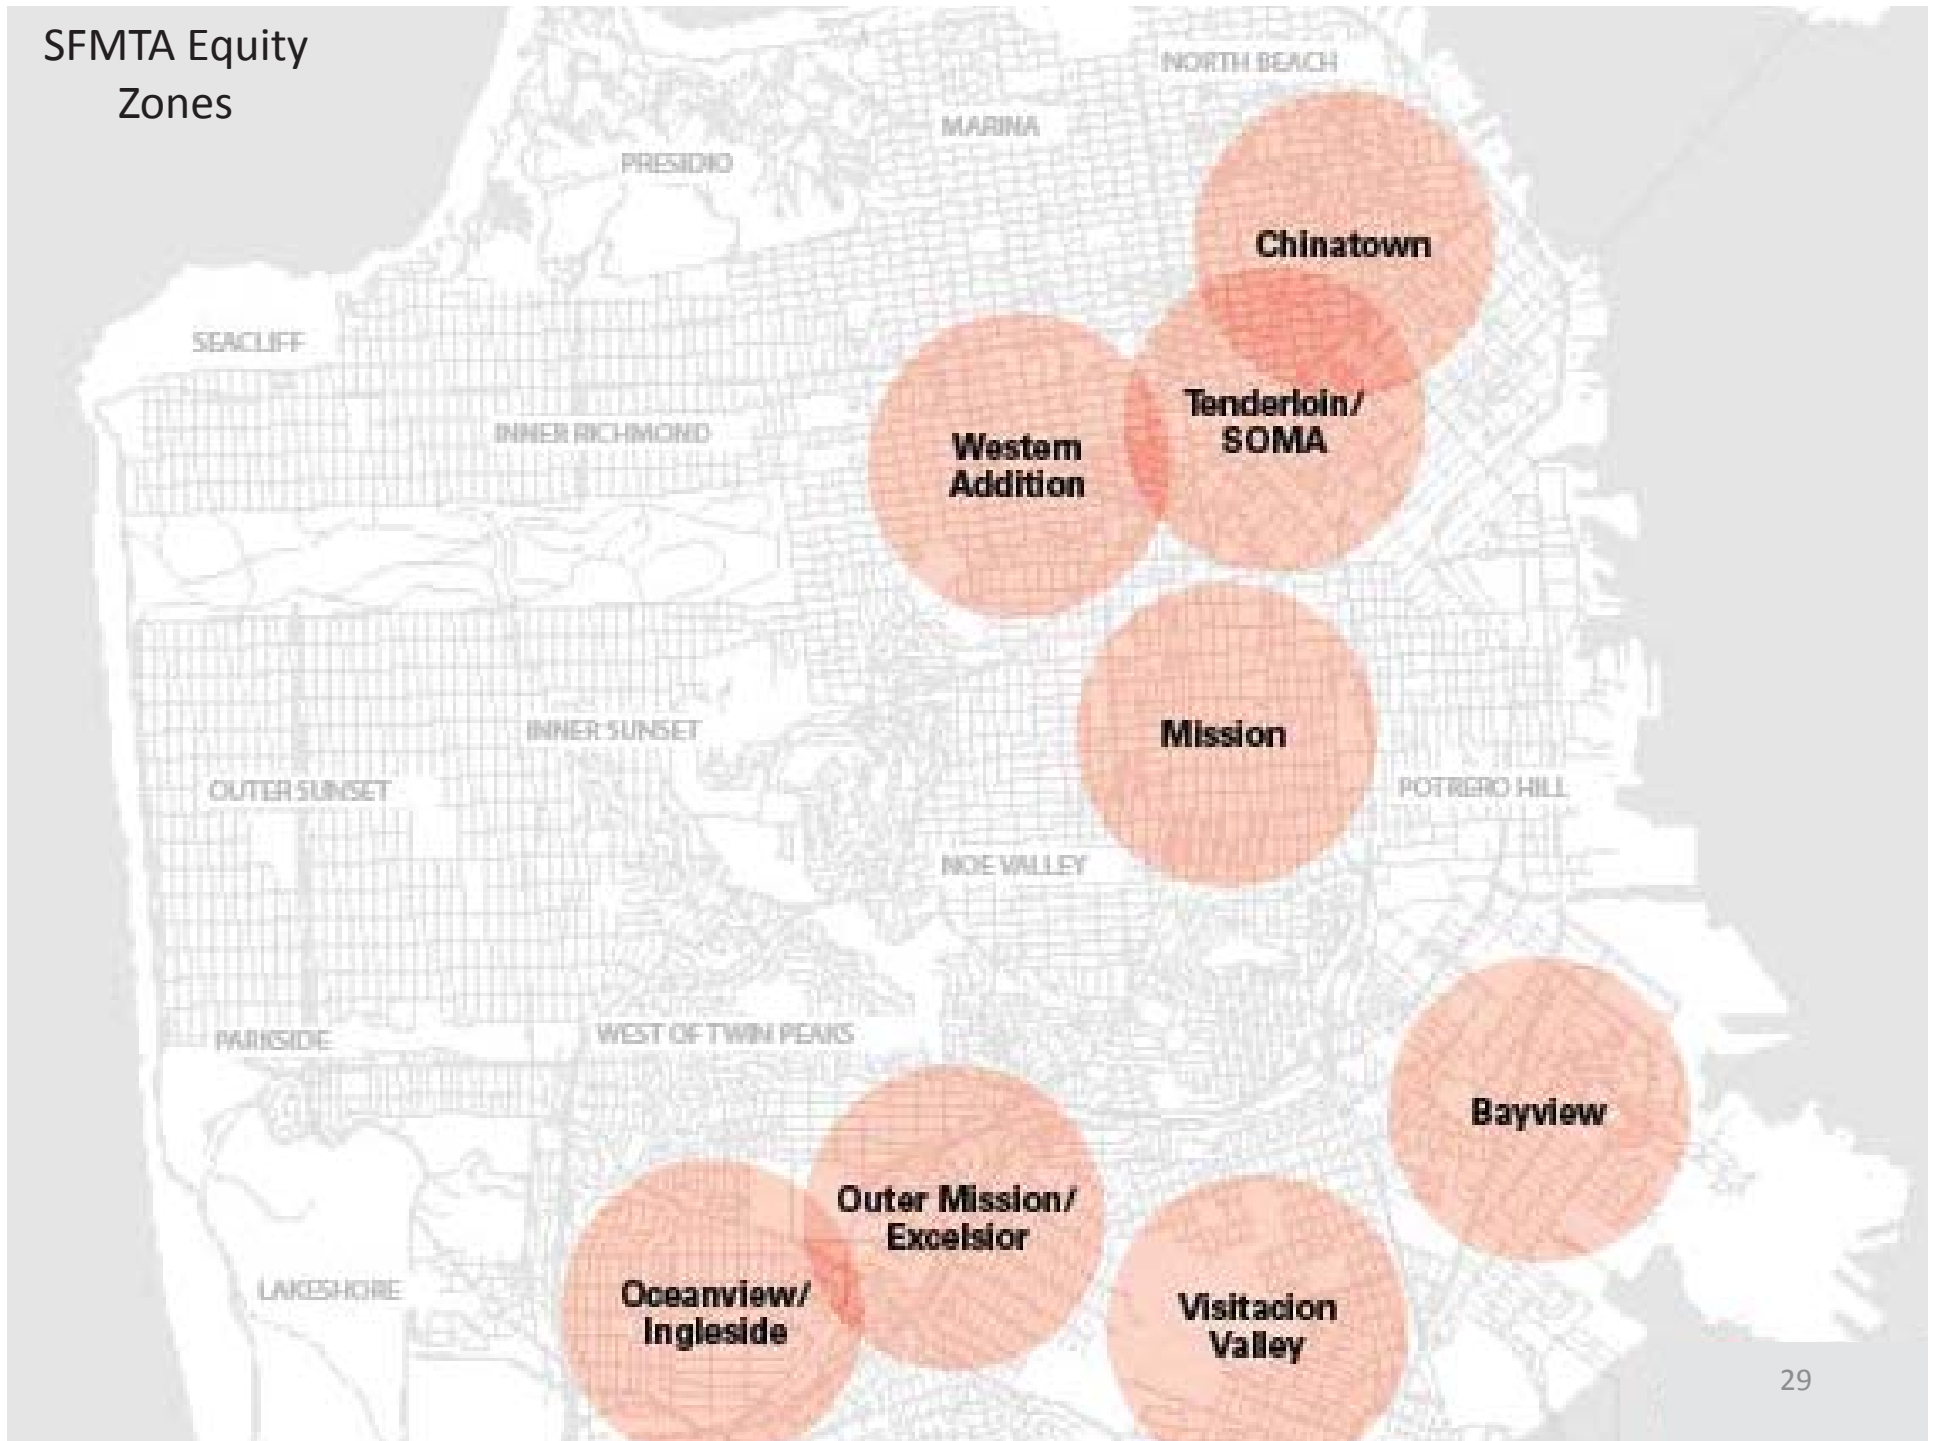 SFMTA Equity
Zones
NORTH BEACH
MARINA
PRESIDIO
Chinatown
SEACLIFF
Tenderloin/
SOMA
INNER RICHMOND
Western
Addition
INNER SUNSET
Mission
OUTER SUNSET
POTRERO HILL
NOE VALLEY
PARKSIDE
WEST OF TWIN PEAKS
Bayview
Outer Mission/
Excelsior
LAKESHORE
Oceanview/
Ingleside
Visitacion
Valley
29